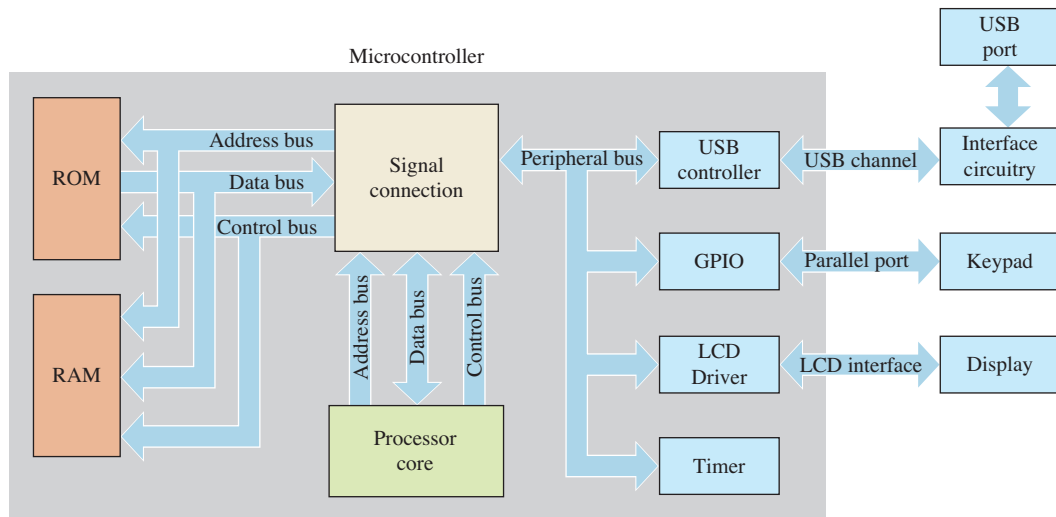 USB
port
Microcontroller
ROM
Address bus
Data bus
Control bus
Signal
connection
Peripheral bus
USB
controller
USB channel
Interface
circuitry
GPIO
Parallel port
Keypad
RAM
Address bus
Data bus
Control bus
LCD
Driver
LCD interface
Display
Processor
core
Timer